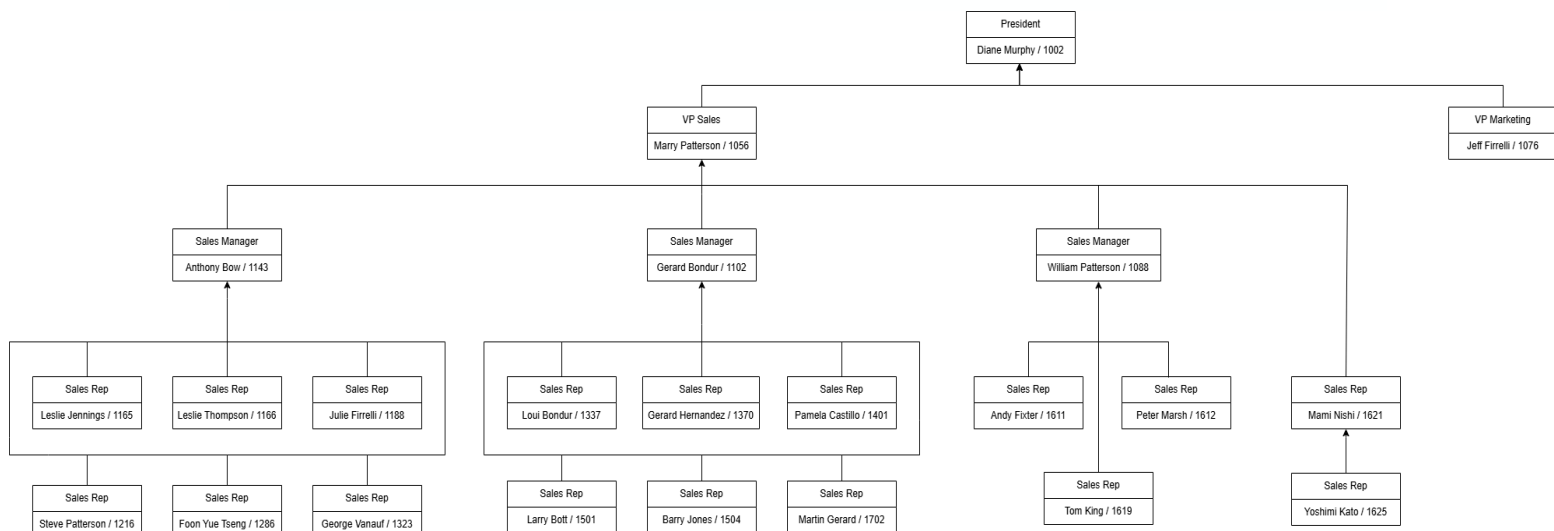 President
Diane Murphy / 1002
VP Sales
Marry Patterson / 1056
VP Marketing
Jeff Firrelli / 1076
Sales Manager
Anthony Bow / 1143
Sales Manager
Gerard Bondur / 1102
Sales Manager
William Patterson / 1088
Sales Rep
Leslie Jennings / 1165
Sales Rep
Leslie Thompson / 1166
Sales Rep
Julie Firrelli / 1188
Sales Rep
Loui Bondur / 1337
Sales Rep
Gerard Hernandez / 1370
Sales Rep
Pamela Castillo / 1401
Sales Rep
Andy Fixter / 1611
Sales Rep
Peter Marsh / 1612
Sales Rep
Mami Nishi / 1621
Sales Rep
Steve Patterson / 1216
Sales Rep
Foon Yue Tseng / 1286
Sales Rep
George Vanauf / 1323
Sales Rep
Larry Bott / 1501
Sales Rep
Barry Jones / 1504
Sales Rep
Martin Gerard / 1702
Sales Rep
Tom King / 1619
Sales Rep
Yoshimi Kato / 1625